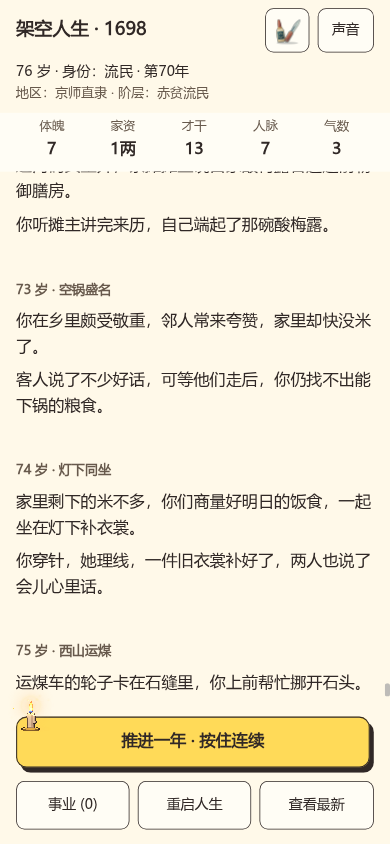 架空人生 · 1698
声音
76 岁 · 身份：流民 · 第70年
地区：京师直隶 · 阶层：赤贫流民
体魄 家资 才干 人脉 气数
7 1两 13 7 3
御膳房。
你听摊主讲完来历，自己端起了那碗酸梅露。
73 岁 · 空锅盛名
你在乡里颇受敬重，邻人常来夸赞，家里却快没米
了。
客人说了不少好话，可等他们走后，你仍找不出能
下锅的粮食。
74 岁 · 灯下同坐
家里剩下的米不多，你们商量好明日的饭食，一起
坐在灯下补衣裳。
你穿针，她理线，一件旧衣裳补好了，两人也说了
会儿心里话。
75 岁 · 西山运煤
运煤车的轮子卡在石缝里，你上前帮忙挪开石头。
推进一年 · 按住连续
事业 (0) 重启人生 查看最新